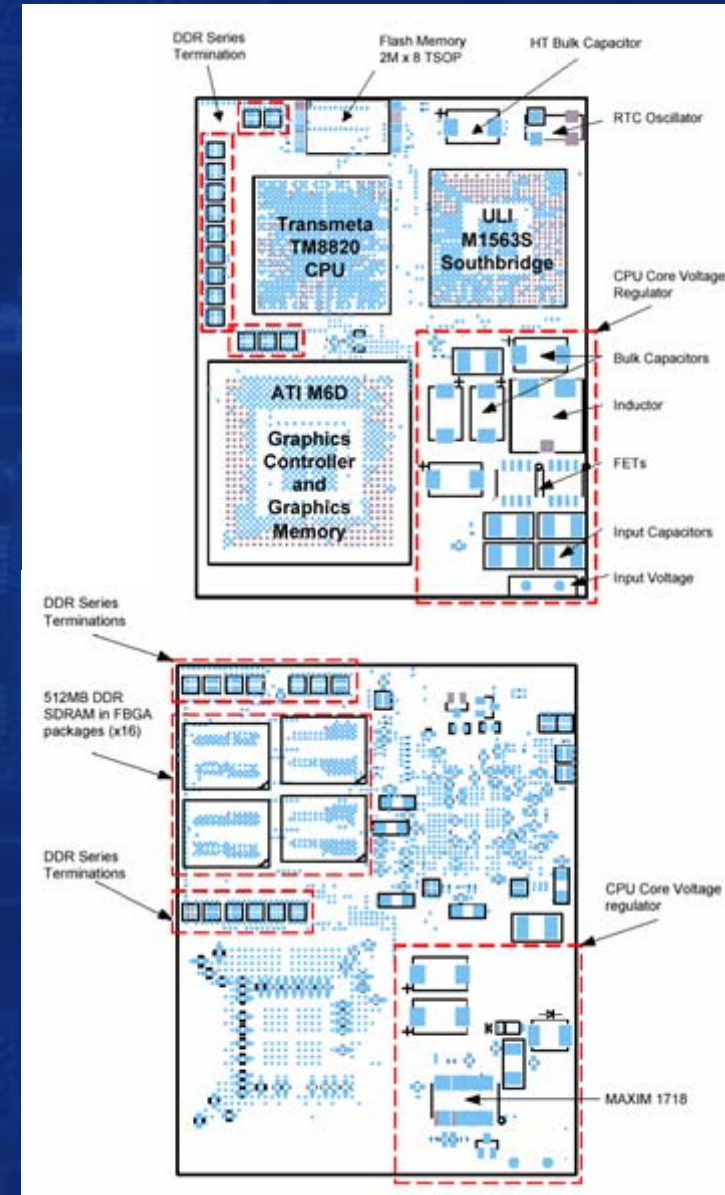 DDR Series
Termination
Flash Memory
2M x 8 TSOP
HT Bulk Capacitor
RTC Oscillator
Transmeta
TM8820
CPU
ULI
M1563S
Southbridge
CPU Core Voltage
Regulator
Bulk Capacitors
Inductor
FETs
Input Capacitors
Input Voltage
ATI M6D
Graphics
Controller
and
Graphics
Memory
DDR Series
Terminations
512MB DDR
SDRAM in FBGA
packages (x16)
DDR Series
Terminations
CPU Core Voltage
regulator
MAXIM 1718